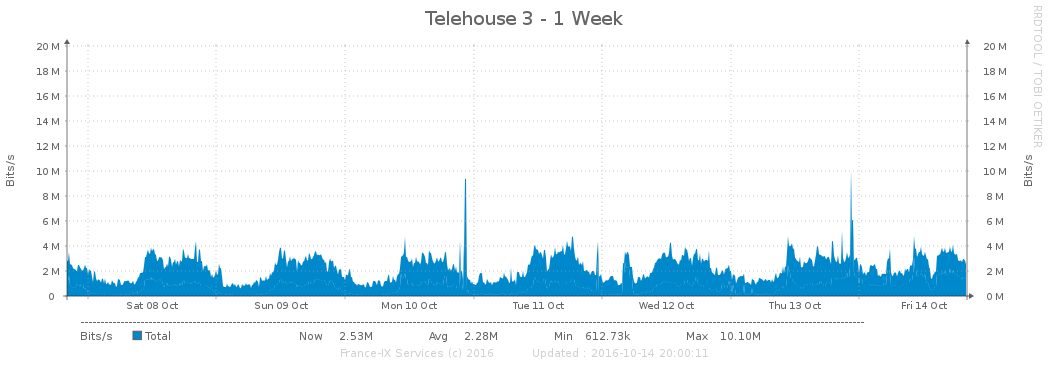 Telehouse 3 - 1 Week
RRDTOOL / TOBI OETIKER
Bits/s
20 M
18 M
16 M
14 M
12 M
10 M
8 M
6 M
4 M
2 M
0
20 M
18 M
16 M
14 M
12 M
10 M
8 M
6 M
4 M
2 M
0 M
Bits/s
Sat 08 Oct Sun 09 Oct Mon 10 Oct Tue 11 Oct Wed 12 Oct Thu 13 Oct Fri 14 Oct
Bits/s Total Now 2.53M Avg 2.28M Min 612.73k Max 10.10M
France-IX Services (c) 2016 Updated : 2016-10-14 20:00:11